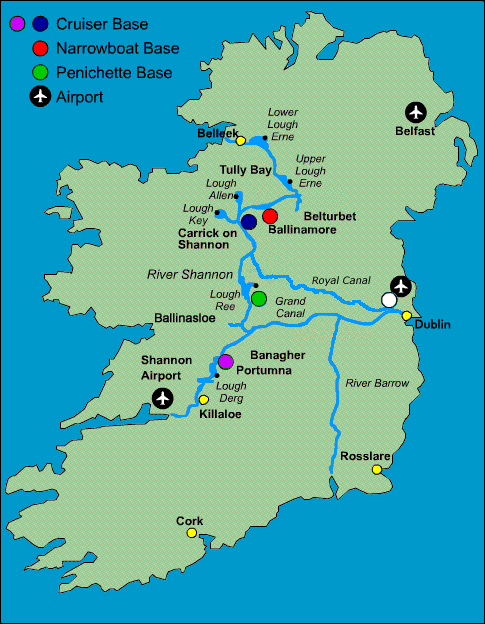 Cruiser Base
Narrowboat Base
Penichette Base
Airport
Belfast
Lower
Lough
Erne
Belleek
Tully Bay
Upper
Lough
Erne
Lough
Allen
Lough
Key
Belturbet
Ballinamore
Carrick on
Shannon
River Shannon
Royal Canal
Lough
Ree
Grand
Canal
Ballinasloe
Dublin
Shannon
Airport
Banagher
Portumna
Lough
Derg
River Barrow
Killaloe
Rosslare
Cork